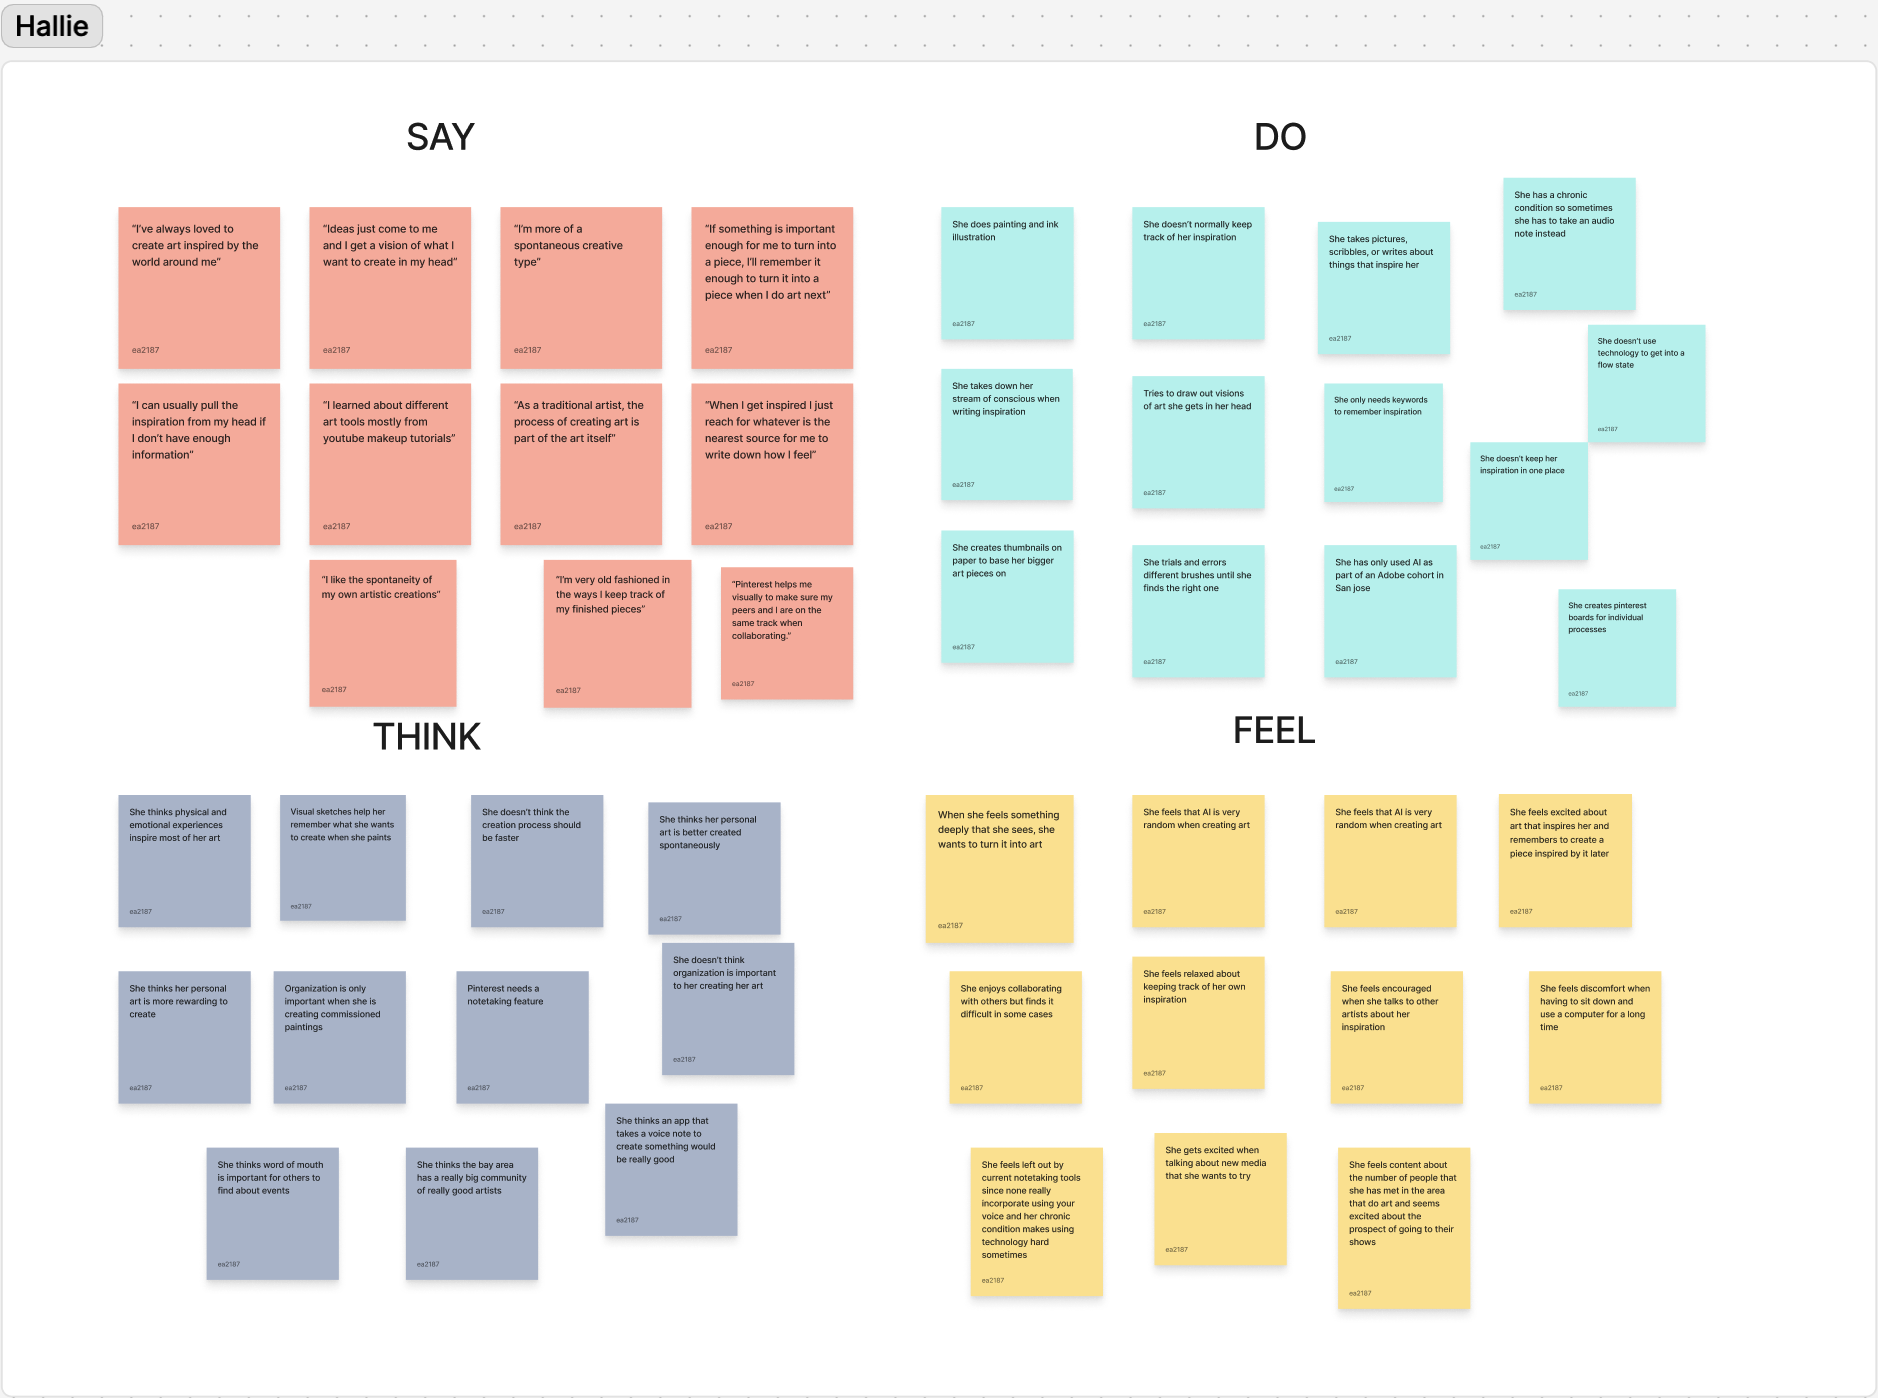 Hallie
SAY
“I've always loved to
create art inspired by the
world around me”
ea2187
“Ideas just come to me
and I get a vision of what I
want to create in my head”
ea2187
“I'm more of a
spontaneous creative
type”
ea2187
“If something is important
enough for me to turn into
a piece, I'll remember it
enough to turn it into a
piece when I do art next”
ea2187
“I can usually pull the
inspiration from my head if
I don't have enough
information”
ea2187
“I learned about different
art tools mostly from
youtube makeup tutorials”
ea2187
“As a traditional artist, the
process of creating art is
part of the art itself”
ea2187
“When I get inspired I just
reach for whatever is the
nearest source for me to
write down how I feel”
ea2187
“I like the spontaneity of
my own artistic creations”
ea2187
“I'm very old fashioned in
the ways I keep track of
my finished pieces”
ea2187
“Pinterest helps me
visually to make sure my
peers and I are on the
same track when
collaborating.”
ea2187
DO
She does painting and ink
illustration
ea2187
She doesn't normally keep
track of her inspiration
ea2187
She takes pictures,
scribbles, or writes about
things that inspire her
ea2187
She has a chronic
condition so sometimes
she has to take an audio
note instead
ea2187
She doesn't use
technology to get into a
flow state
ea2187
She takes down her
stream of conscious when
writing inspiration
ea2187
Tries to draw out visions
of art she gets in her head
ea2187
She only needs keywords
to remember inspiration
ea2187
She doesn't keep her
inspiration in one place
ea2187
She creates thumbnails on
paper to base her bigger
art pieces on
ea2187
She trials and errors
different brushes until she
finds the right one
ea2187
She has only used AI as
part of an Adobe cohort in
San jose
ea2187
She creates pinterest
boards for individual
processes
ea2187
THINK
She thinks physical and
emotional experiences
inspire most of her art
ea2187
Visual sketches help her
remember what she wants
to create when she paints
ea2187
She doesn't think the
creation process should
be faster
ea2187
She thinks her personal
art is better created
spontaneously
ea2187
She thinks her personal
art is more rewarding to
create
ea2187
Organization is only
important when she is
creating commissioned
paintings
ea2187
Pinterest needs a
notetaking feature
ea2187
She doesn't think
organization is important
to her creating her art
ea2187
She thinks word of mouth
is important for others to
find about events
ea2187
She thinks the bay area
has a really big community
of really good artists
ea2187
She thinks an app that
takes a voice note to
create something would
be really good
ea2187
FEEL
When she feels something
deeply that she sees, she
wants to turn it into art
ea2187
She feels that AI is very
random when creating art
ea2187
She feels that AI is very
random when creating art
ea2187
She feels excited about
art that inspires her and
remembers to create a
piece inspired by it later
ea2187
She enjoys collaborating
with others but finds it
difficult in some cases
ea2187
She feels relaxed about
keeping track of her own
inspiration
ea2187
She feels encouraged
when she talks to other
artists about her
inspiration
ea2187
She feels discomfort when
having to sit down and
use a computer for a long
time
ea2187
She feels left out by
current notetaking tools
since none really
incorporate using your
voice and her chronic
condition makes using
technology hard
sometimes
ea2187
She gets excited when
talking about new media
that she wants to try
ea2187
She feels content about
the number of people that
she has met in the area
that do art and seems
excited about the
prospect of going to their
shows
ea2187